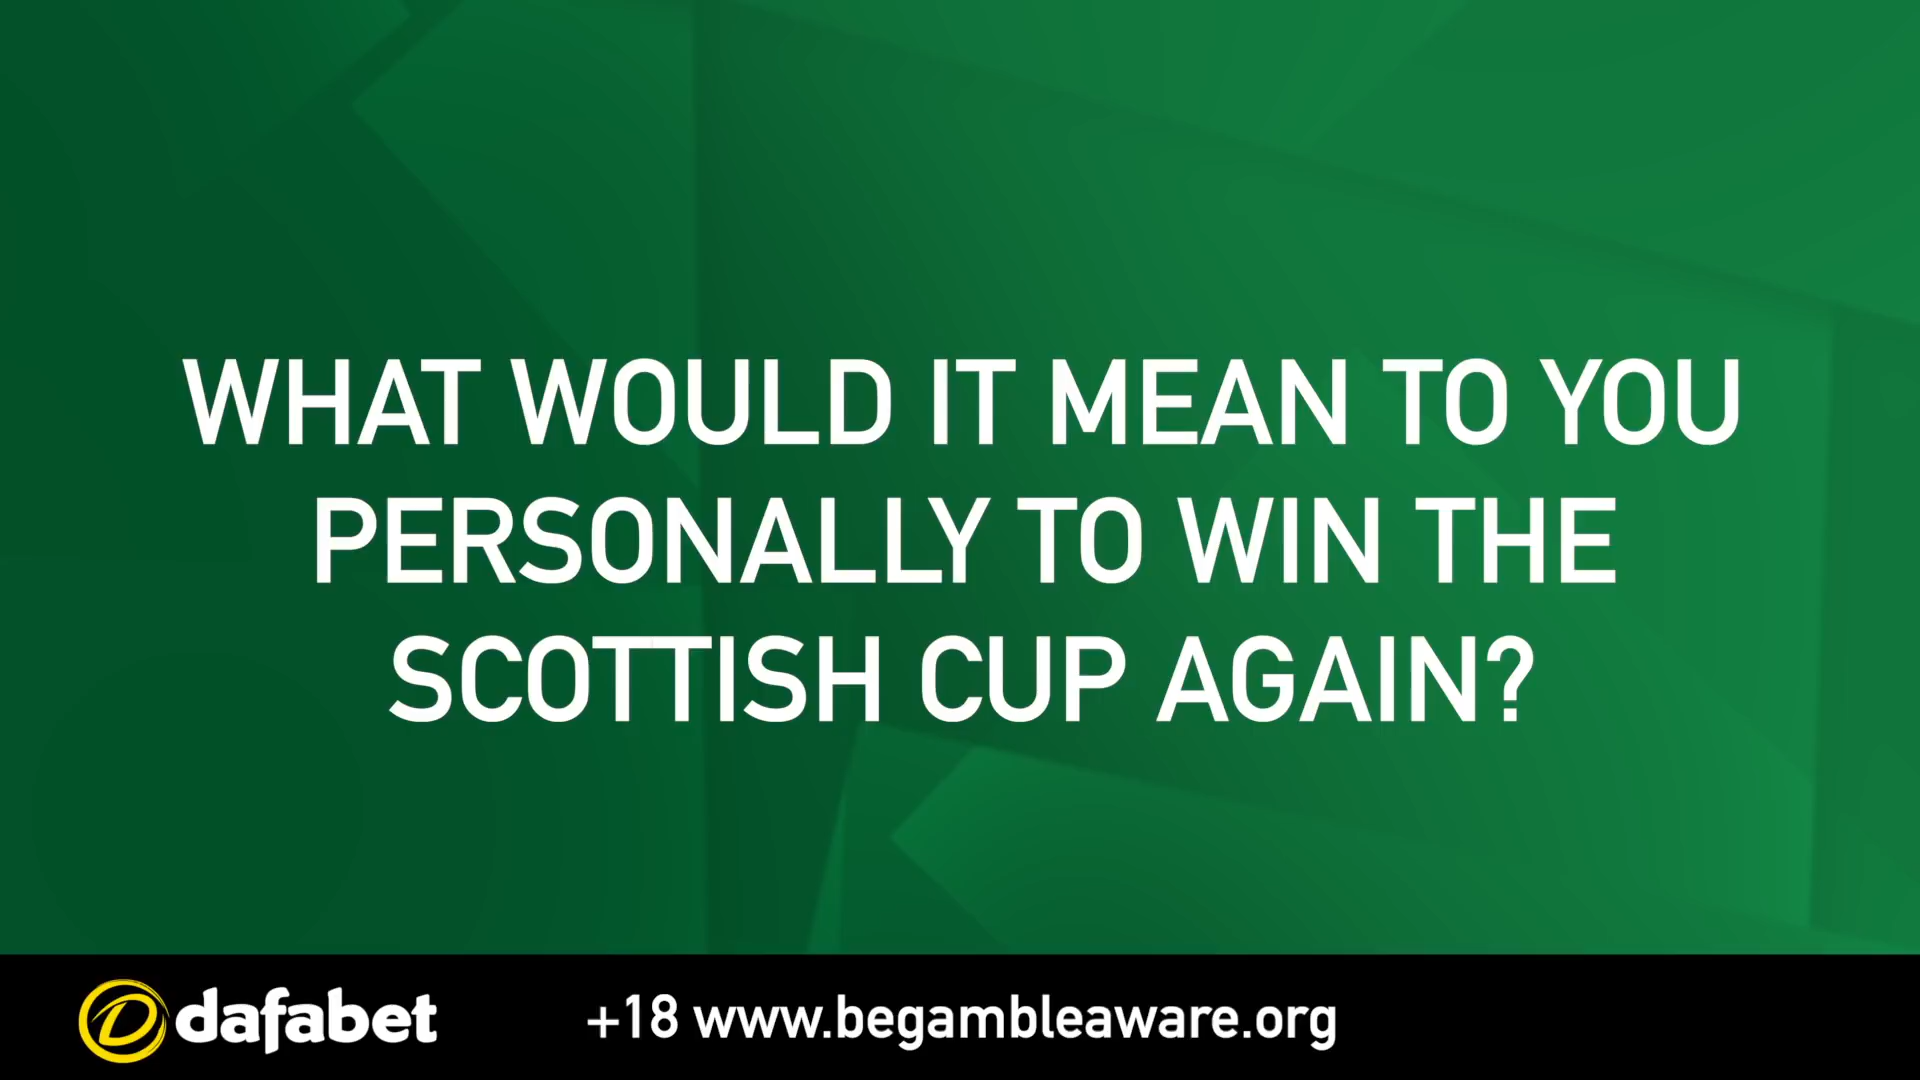 WHAT WOULD IT MEAN TO YOU
PERSONALLY TO WIN THE
SCOTTISH CUP AGAIN?
dafabet
+18 www.begambleaware.org